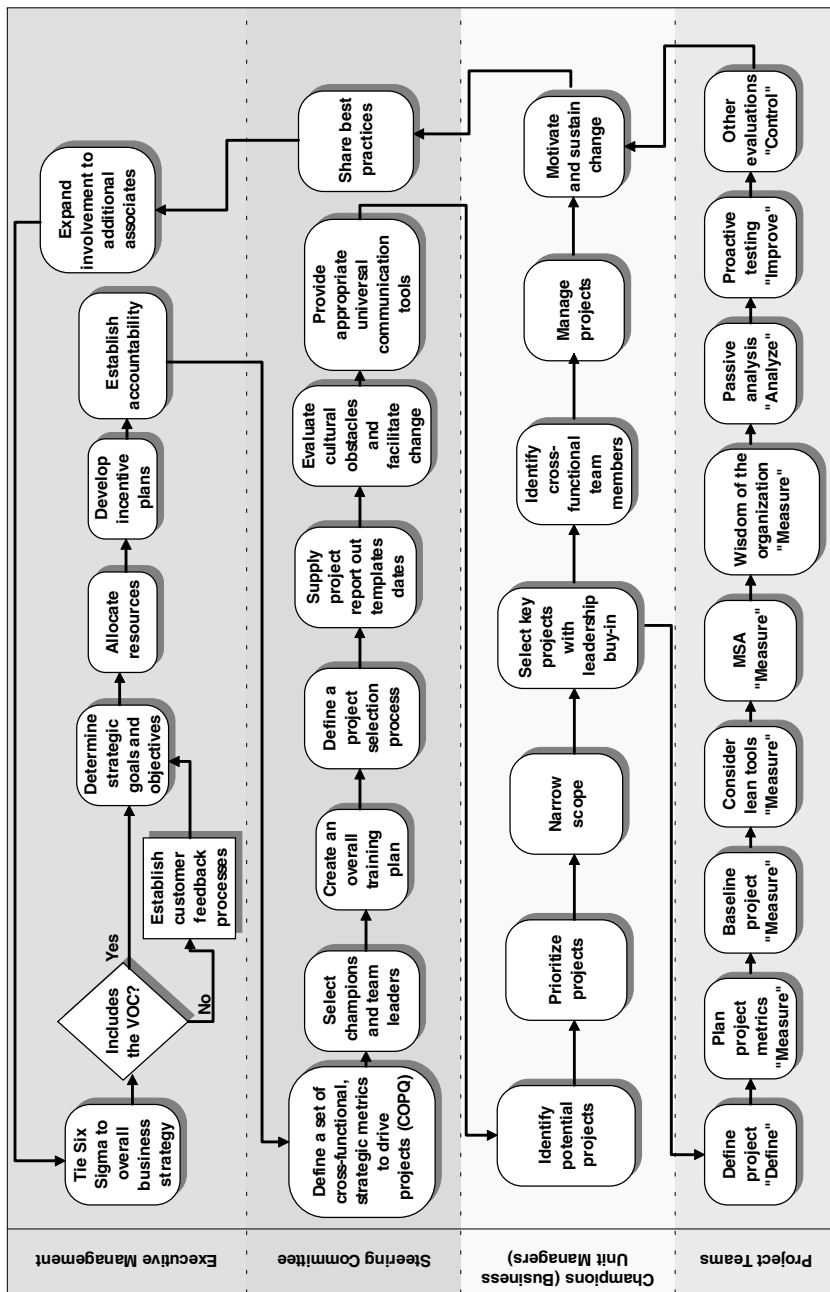 Executive Management
Tie Six
Sigma to
overall
business
strategy
Includes
the VOC?
Yes
No
Establish
customer
feedback
processes
Determine
strategic
goals and
objectives
Allocate
resources
Develop
incentive
plans
Establish
accountability
Expand
involvement to
additional
associates
Steering Committee
Define a set of
cross-functional,
strategic metrics
to drive
projects (COPQ)
Select
champions
and team
leaders
Create an
overall
training
plan
Define a
project
selection
process
Supply
project
report out
templates
dates
Evaluate
cultural
obstacles
and
facilitate
change
Provide
appropriate
universal
communication
tools
Share best
practices
Champions (Business
Unit Managers)
Identify
potential
projects
Prioritize
projects
Narrow
scope
Select key
projects
with
leadership
buy-in
Identify
cross-
functional
team
members
Manage
projects
Motivate
and sustain
change
Project Teams
Define
project
"Define"
Plan
project
metrics
"Measure"
Baseline
project
"Measure"
Consider
lean tools
"Measure"
MSA
"Measure"
Wisdom of the
organization
"Measure"
Passive
analysis
"Analyze"
Proactive
testing
"Improve"
Other
evaluations
"Control"